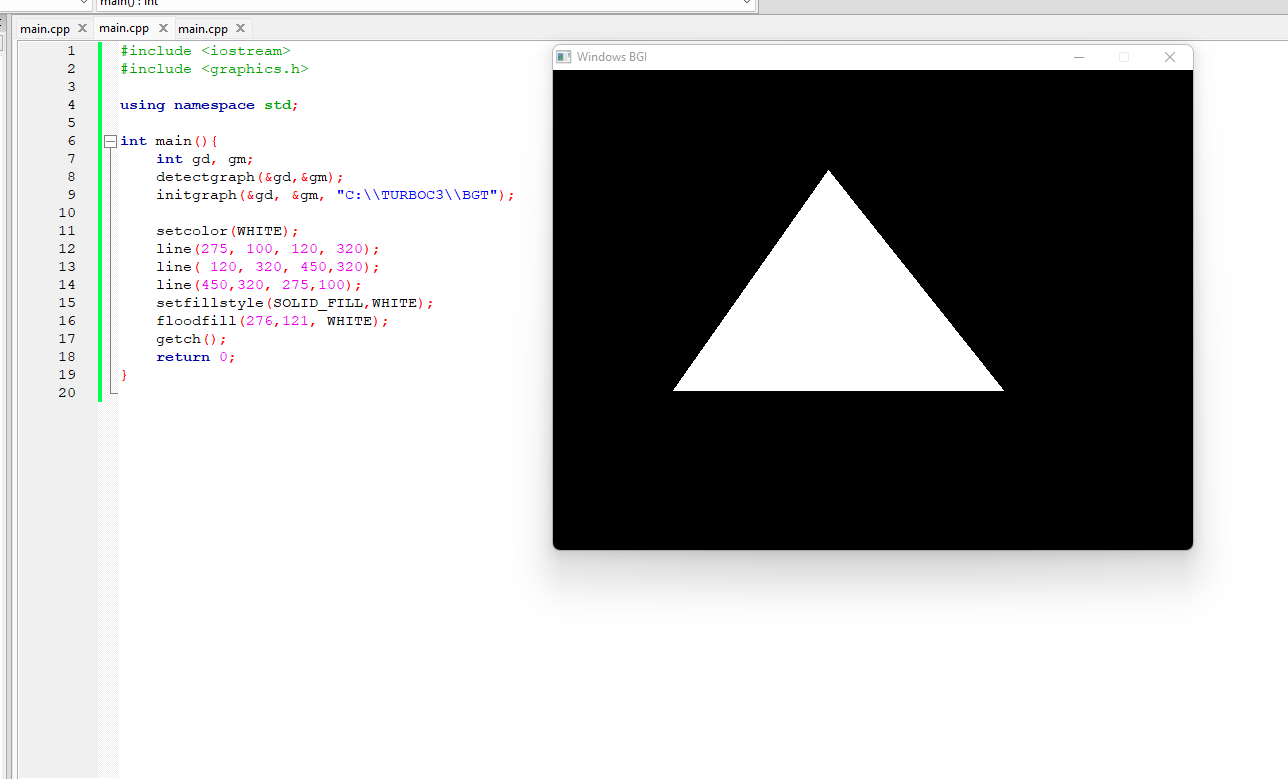 main() : int
main.cpp X main.cpp X main.cpp X
1 #include <iostream>
2 #include <graphics.h>
3
4 using namespace std;
5
6 int main(){
7 int gd, gm;
8 detectgraph(&gd,&gm);
9 initgraph(&gd, &gm, "C:\\TURBOC3\\BGT");
10
11 setcolor(WHITE);
12 line(275, 100, 120, 320);
13 line( 120, 320, 450,320);
14 line(450,320, 275,100);
15 setfillstyle(SOLID_FILL,WHITE);
16 floodfill(276,121, WHITE);
17 getch();
18 return 0;
19 }
20
Windows BGI